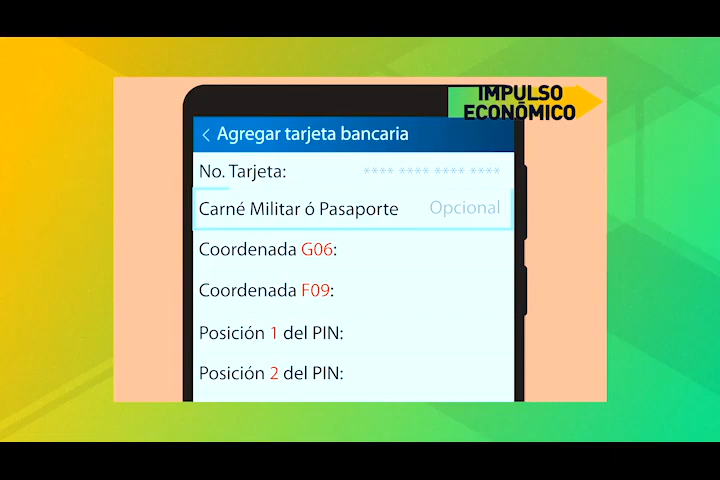 IMPULSO
ECONÓMICO
< Agregar tarjeta bancaria
No. Tarjeta: **** **** **** ****
Carné Militar ó Pasaporte Opcional
Coordenada G06:
Coordenada F09:
Posición 1 del PIN:
Posición 2 del PIN: